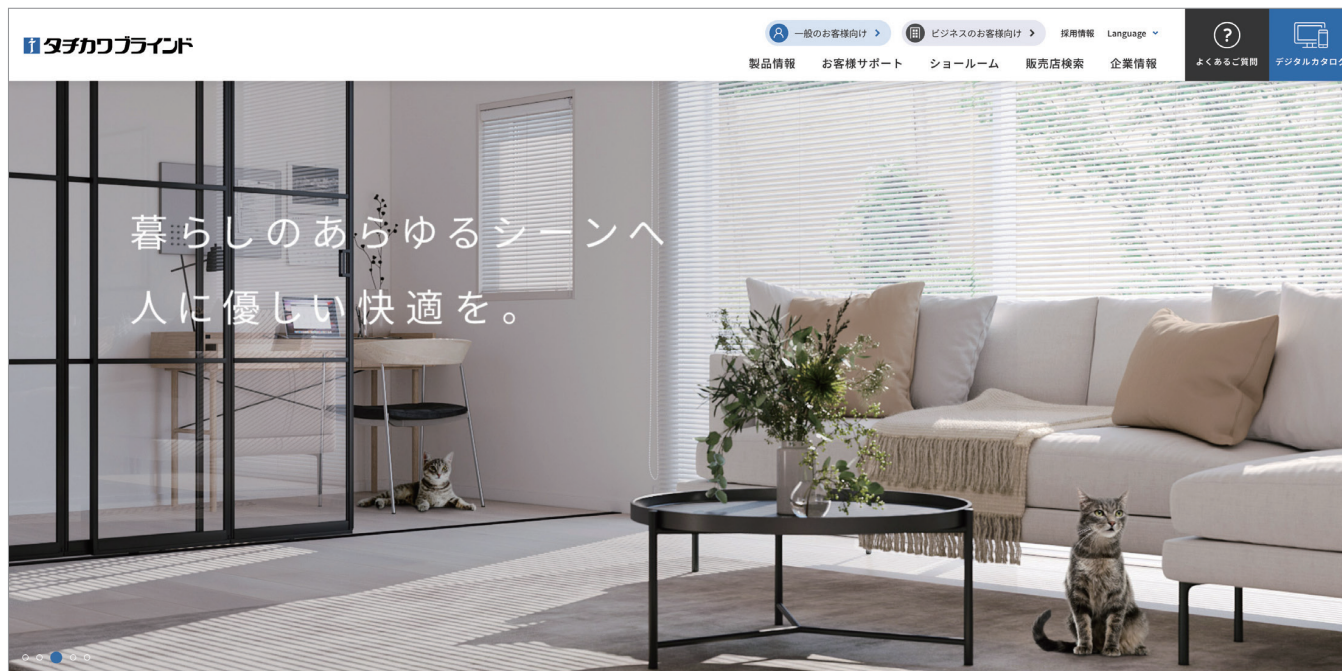 タチカワブラインド
一般のお客様向け
ビジネスのお客様向け
採用情報
Language
製品情報
お客様サポート
ショールーム
販売店検索
企業情報
?
よくあるご質問
デジタルカタログ
暮らしのあらゆるシーンへ
人に優しい快適を。